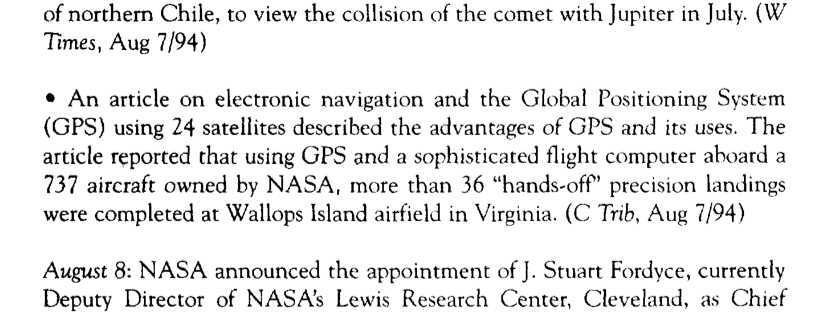 of northern Chile, to view the collision of the comet with Jupiter in July. (W
Times, Aug 7/94)
• An article on electronic navigation and the Global Positioning System
(GPS) using 24 satellites described the advantages of GPS and its uses. The
article reported that using GPS and a sophisticated flight computer aboard a
737 aircraft owned by NASA, more than 36 “hands-off” precision landings
were completed at Wallops Island airfield in Virginia. (C Trib, Aug 7/94)
August 8: NASA announced the appointment of J. Stuart Fordyce, currently
Deputy Director of NASA's Lewis Research Center, Cleveland, as Chief